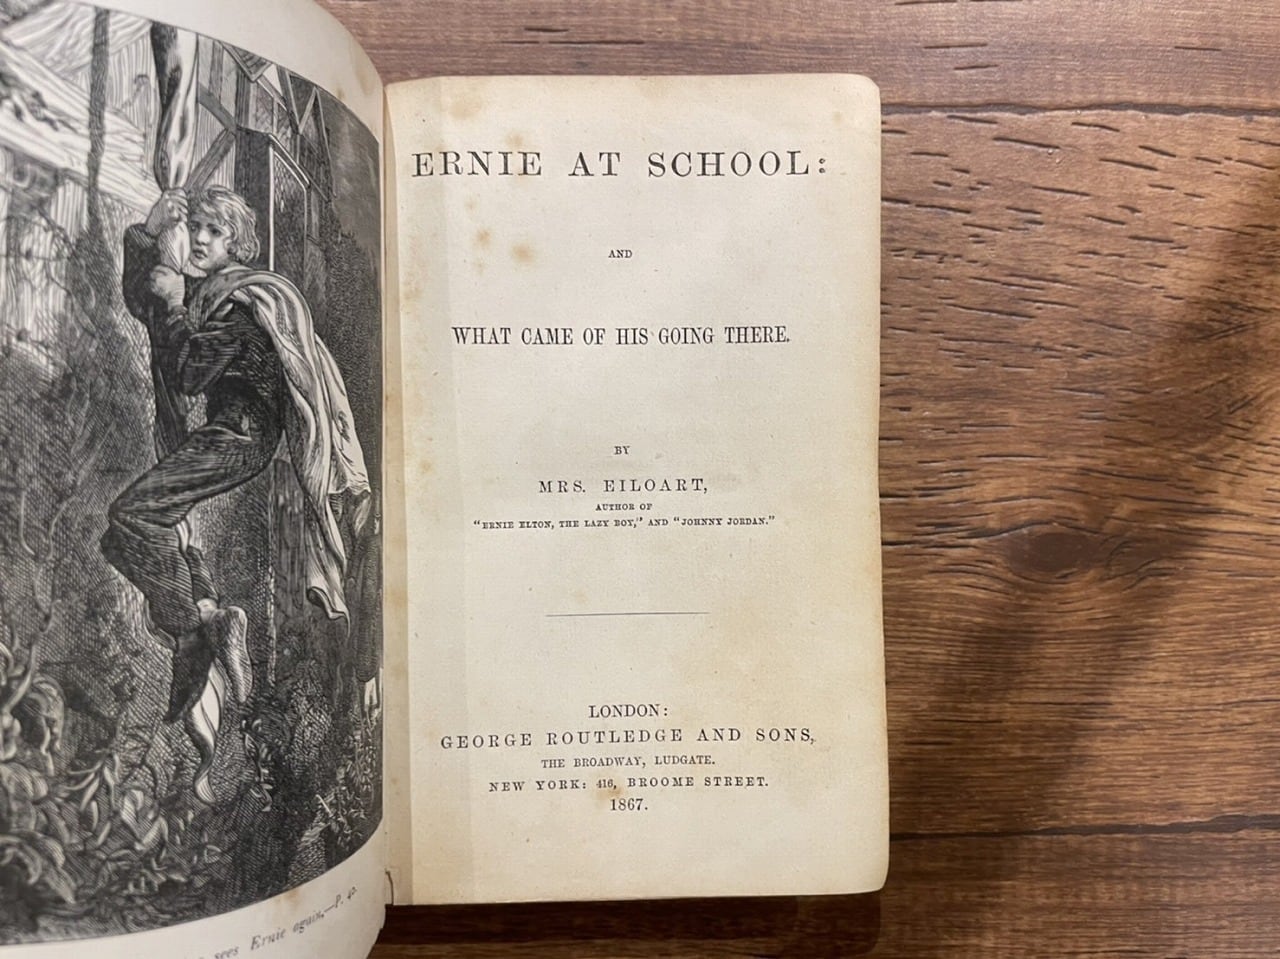 ERNIE AT SCHOOL:
AND
WHAT CAME OF HIS GOING THERE.
BY
MRS. EILOART,
AUTHOR OF
"ERNIE ELTON, THE LAZY BOY," AND "JOHNNY JORDAN."
LONDON:
GEORGE ROUTLEDGE AND SONS,
THE BROADWAY, LUDGATE.
NEW YORK: 416, BROOME STREET.
1867.
sees Ernie again,—P. 40.